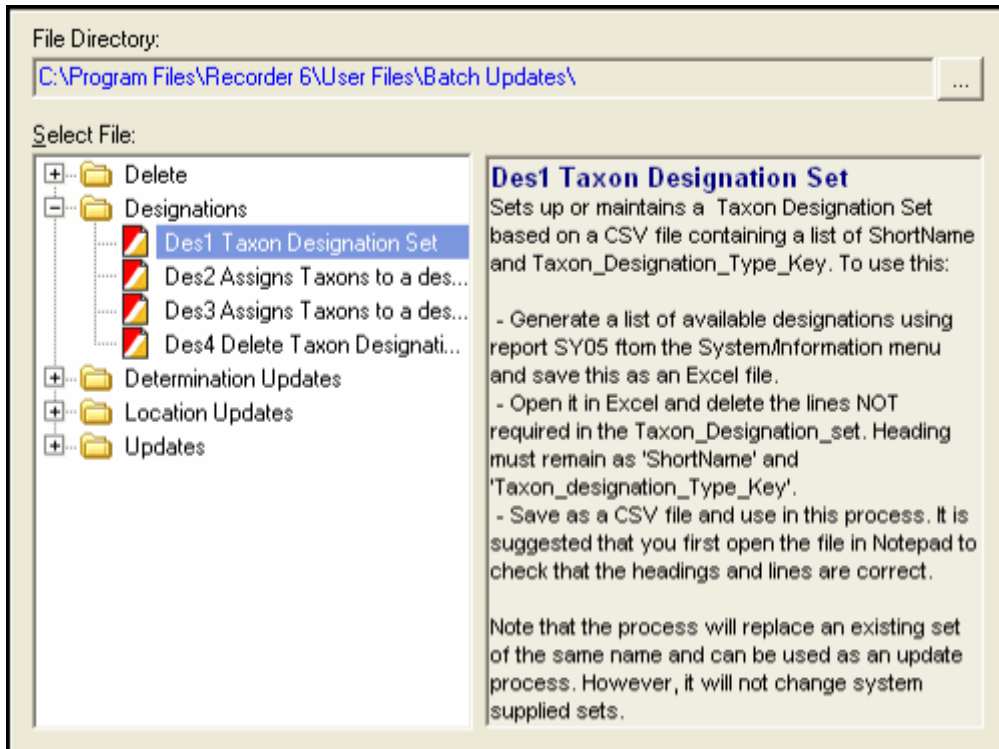 File Directory:
C:\Program Files\Recorder 6\User Files\Batch Updates\
...
Select File:
Delete
Designations
Des1 Taxon Designation Set
Des2 Assigns Taxons to a des...
Des3 Assigns Taxons to a des...
Des4 Delete Taxon Designati...
Determination Updates
Location Updates
Updates
Des1 Taxon Designation Set
Sets up or maintains a  Taxon Designation Set
based on a CSV file containing a list of ShortName
and Taxon_Designation_Type_Key. To use this:
- Generate a list of available designations using
report SY05 ftom the System/Information menu
and save this as an Excel file.
- Open it in Excel and delete the lines NOT
required in the Taxon_Designation_set. Heading
must remain as 'ShortName' and
'Taxon_designation_Type_Key'.
- Save as a CSV file and use in this process. It is
suggested that you first open the file in Notepad to
check that the headings and lines are correct.
Note that the process will replace an existing set
of the same name and can be used as an update
process. However, it will not change system
supplied sets.